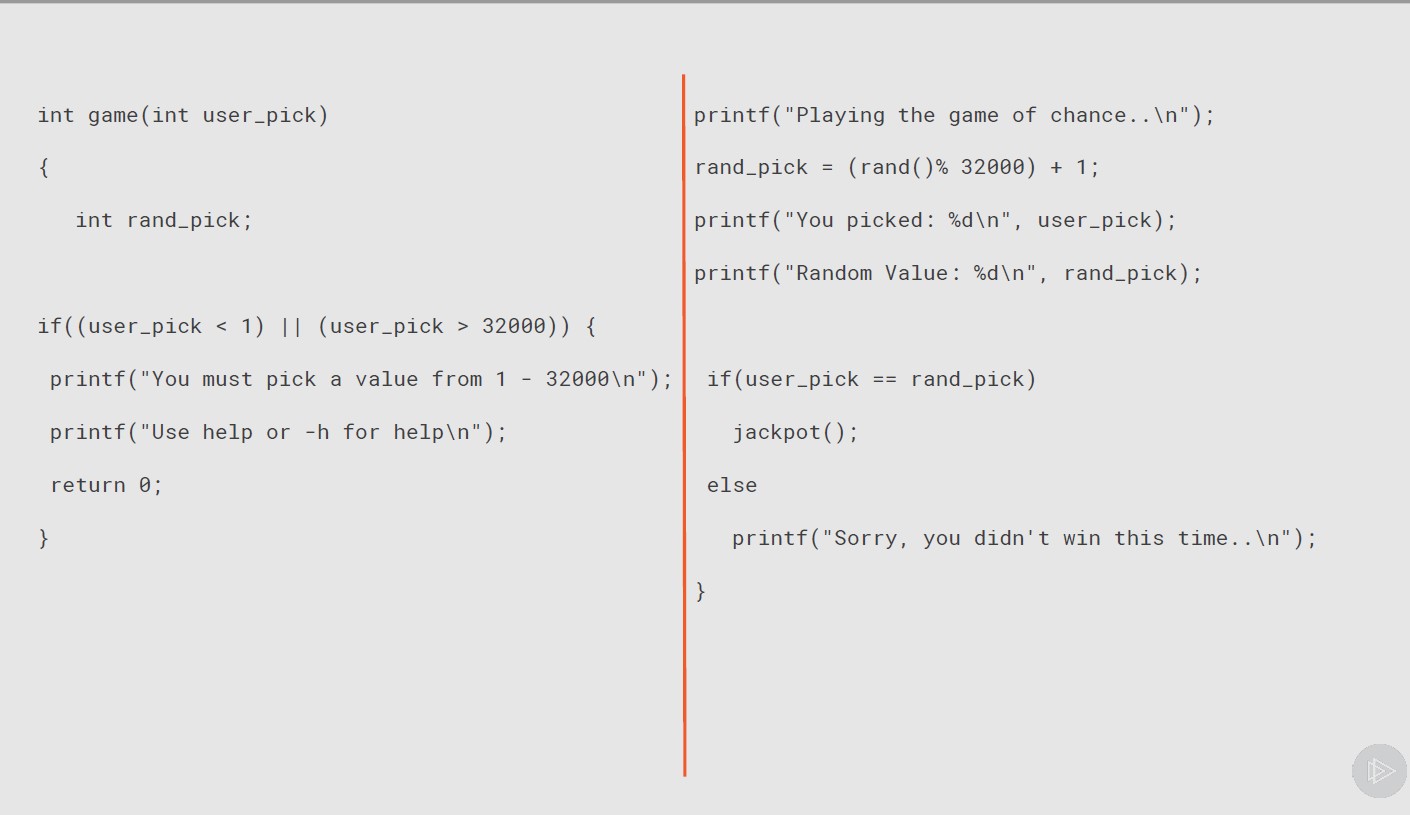 int game(int user_pick)
{
   int rand_pick;
if((user_pick < 1) || (user_pick > 32000)) {
 printf("You must pick a value from 1 - 32000\n");
 printf("Use help or -h for help\n");
 return 0;
}
printf("Playing the game of chance..\n");
rand_pick = (rand()% 32000) + 1;
printf("You picked: %d\n", user_pick);
printf("Random Value: %d\n", rand_pick);
 if(user_pick == rand_pick)
   jackpot();
 else
   printf("Sorry, you didn't win this time..\n");
}